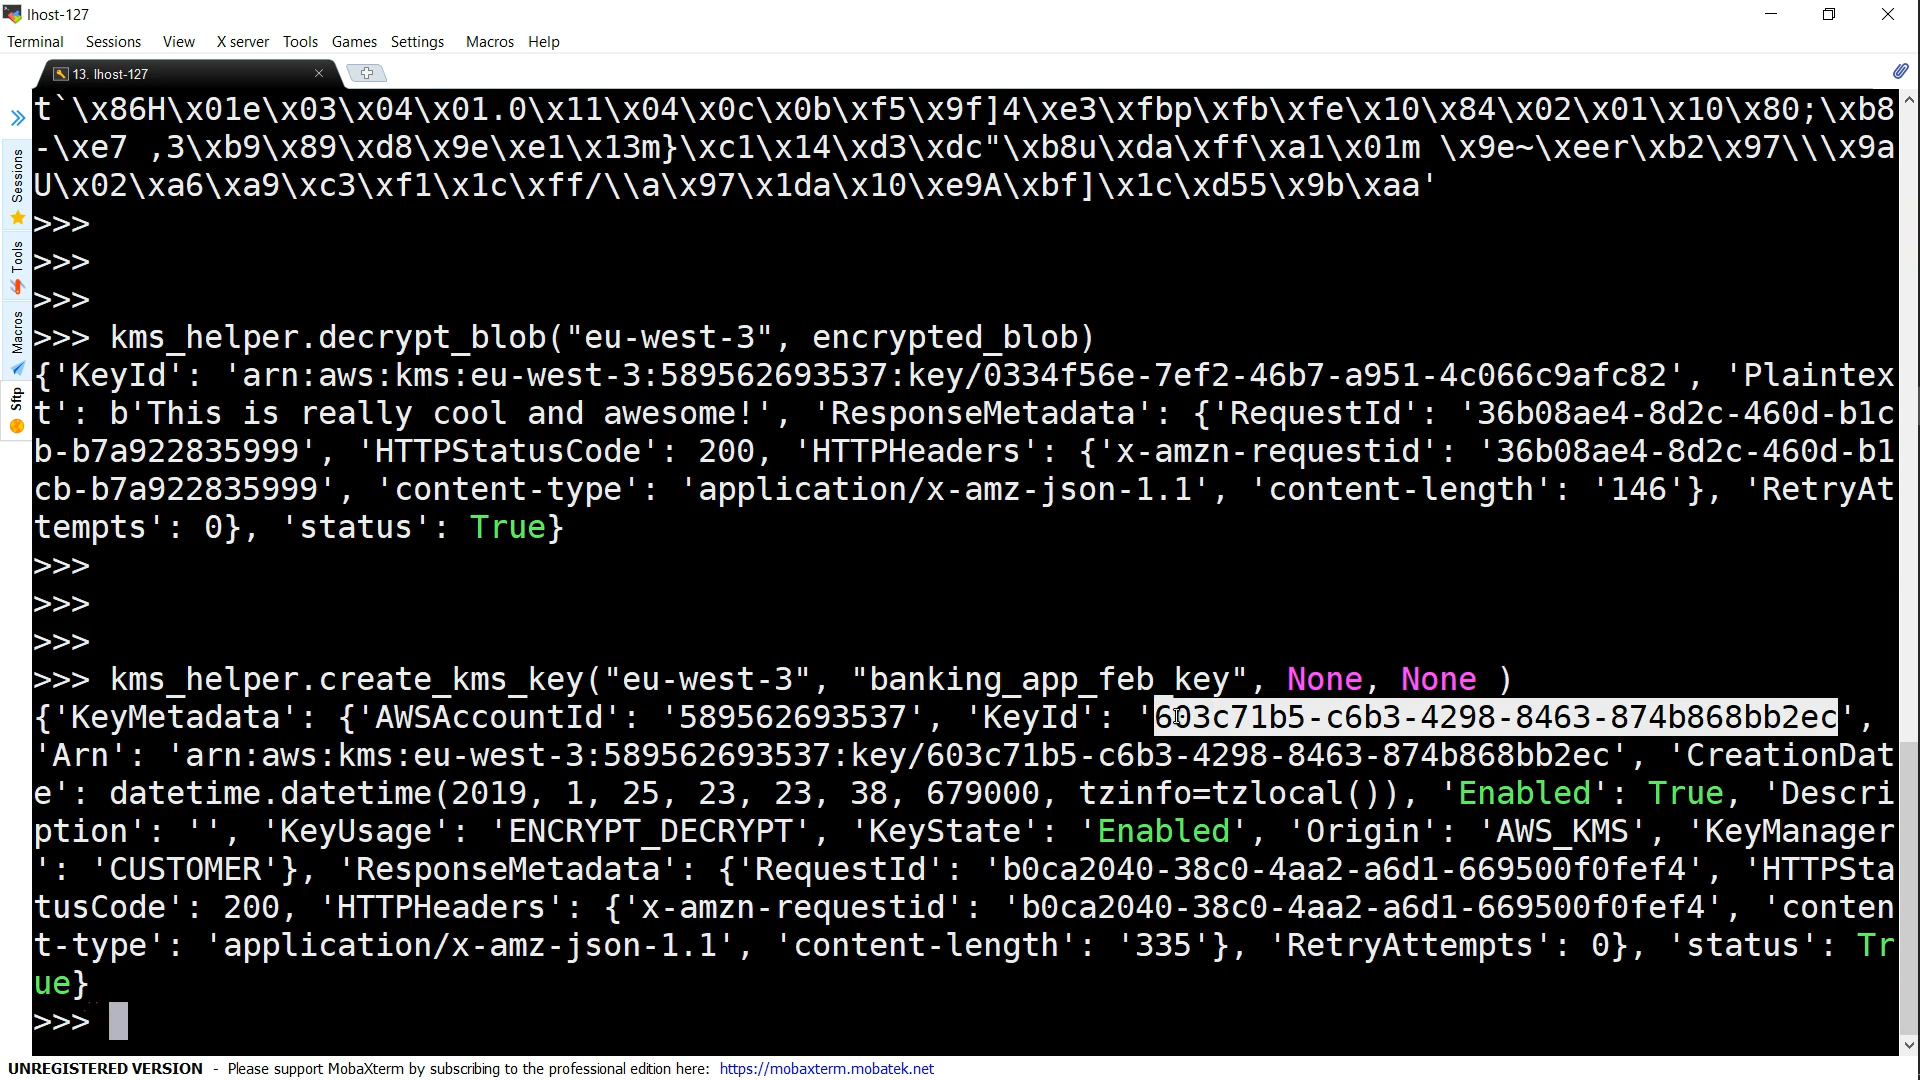 lhost-127
Terminal Sessions View X server Tools Games Settings Macros Help
13. lhost-127
Sessions
Tools
Macros
Sftp
t`\x86H\x01e\x03\x04\x01.0\x11\x04\x0c\x0b\xf5\x9f]4\xe3\xfbp\xfb\xfe\x10\x84\x02\x01\x10\x80;\xb8
-\xe7 ,3\xb9\x89\xd8\x9e\xe1\x13m}\xc1\x14\xd3\xdc"\xb8u\xda\xff\xa1\x01m \x9e~\xeer\xb2\x97\\\x9a
U\x02\xa6\xa9\xc3\xf1\x1c\xff/\\a\x97\x1da\x10\xe9A\xbf]\x1c\xd55\x9b\xaa'
>>>
>>>
>>>
>>> kms_helper.decrypt_blob("eu-west-3", encrypted_blob)
{'KeyId': 'arn:aws:kms:eu-west-3:589562693537:key/0334f56e-7ef2-46b7-a951-4c066c9afc82', 'Plaintex
t': b'This is really cool and awesome!', 'ResponseMetadata': {'RequestId': '36b08ae4-8d2c-460d-b1c
b-b7a922835999', 'HTTPStatusCode': 200, 'HTTPHeaders': {'x-amzn-requestid': '36b08ae4-8d2c-460d-b1
cb-b7a922835999', 'content-type': 'application/x-amz-json-1.1', 'content-length': '146'}, 'RetryAt
tempts': 0}, 'status': True}
>>>
>>>
>>>
>>> kms_helper.create_kms_key("eu-west-3", "banking_app_feb_key", None, None )
{'KeyMetadata': {'AWSAccountId': '589562693537', 'KeyId': '603c71b5-c6b3-4298-8463-874b868bb2ec',
'Arn': 'arn:aws:kms:eu-west-3:589562693537:key/603c71b5-c6b3-4298-8463-874b868bb2ec', 'CreationDat
e': datetime.datetime(2019, 1, 25, 23, 23, 38, 679000, tzinfo=tzlocal()), 'Enabled': True, 'Descri
ption': '', 'KeyUsage': 'ENCRYPT_DECRYPT', 'KeyState': 'Enabled', 'Origin': 'AWS_KMS', 'KeyManager
': 'CUSTOMER'}, 'ResponseMetadata': {'RequestId': 'b0ca2040-38c0-4aa2-a6d1-669500f0fef4', 'HTTPSta
tusCode': 200, 'HTTPHeaders': {'x-amzn-requestid': 'b0ca2040-38c0-4aa2-a6d1-669500f0fef4', 'conten
t-type': 'application/x-amz-json-1.1', 'content-length': '335'}, 'RetryAttempts': 0}, 'status': Tr
ue}
>>>
UNREGISTERED VERSION - Please support MobaXterm by subscribing to the professional edition here: https://mobaxterm.mobatek.net